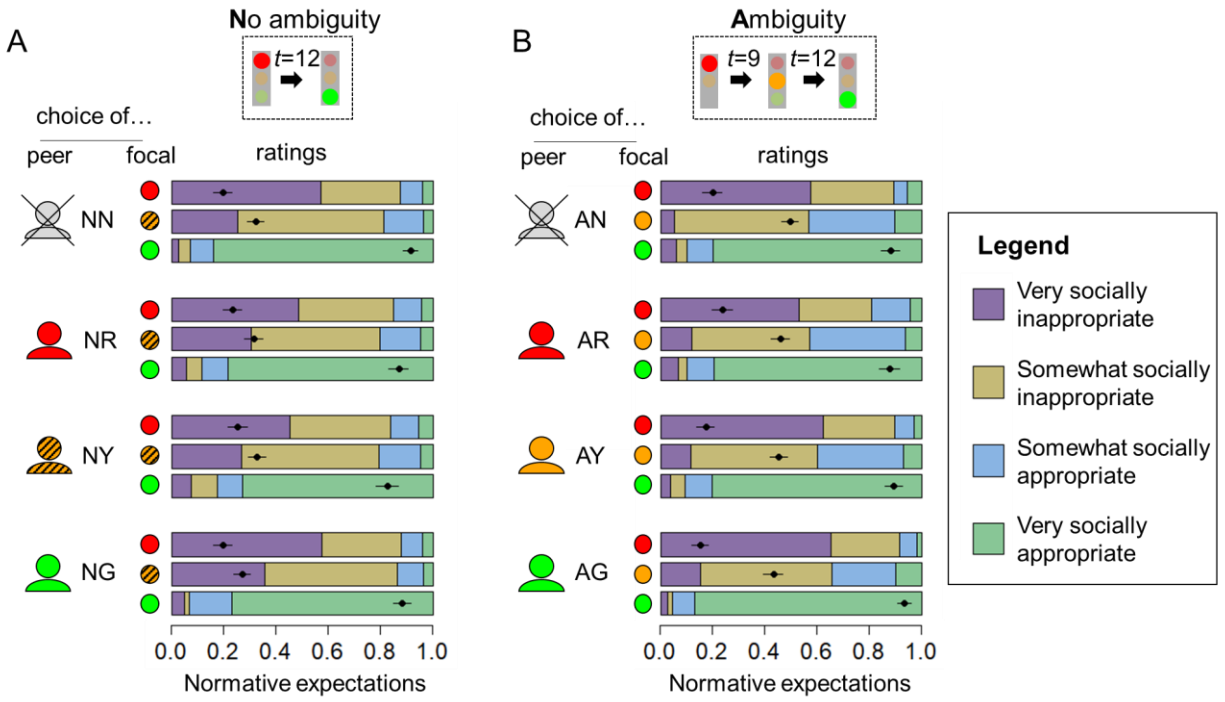 A
No ambiguity
t=12
choice of…
peer focal ratings
NN
NR
NY
NG
0.0 0.2 0.4 0.6 0.8 1.0
Normative expectations
B
Ambiguity
t=9 t=12
choice of…
peer focal ratings
AN
AR
AY
AG
0.0 0.2 0.4 0.6 0.8 1.0
Normative expectations
Legend
Very socially
inappropriate
Somewhat socially
inappropriate
Somewhat socially
appropriate
Very socially
appropriate